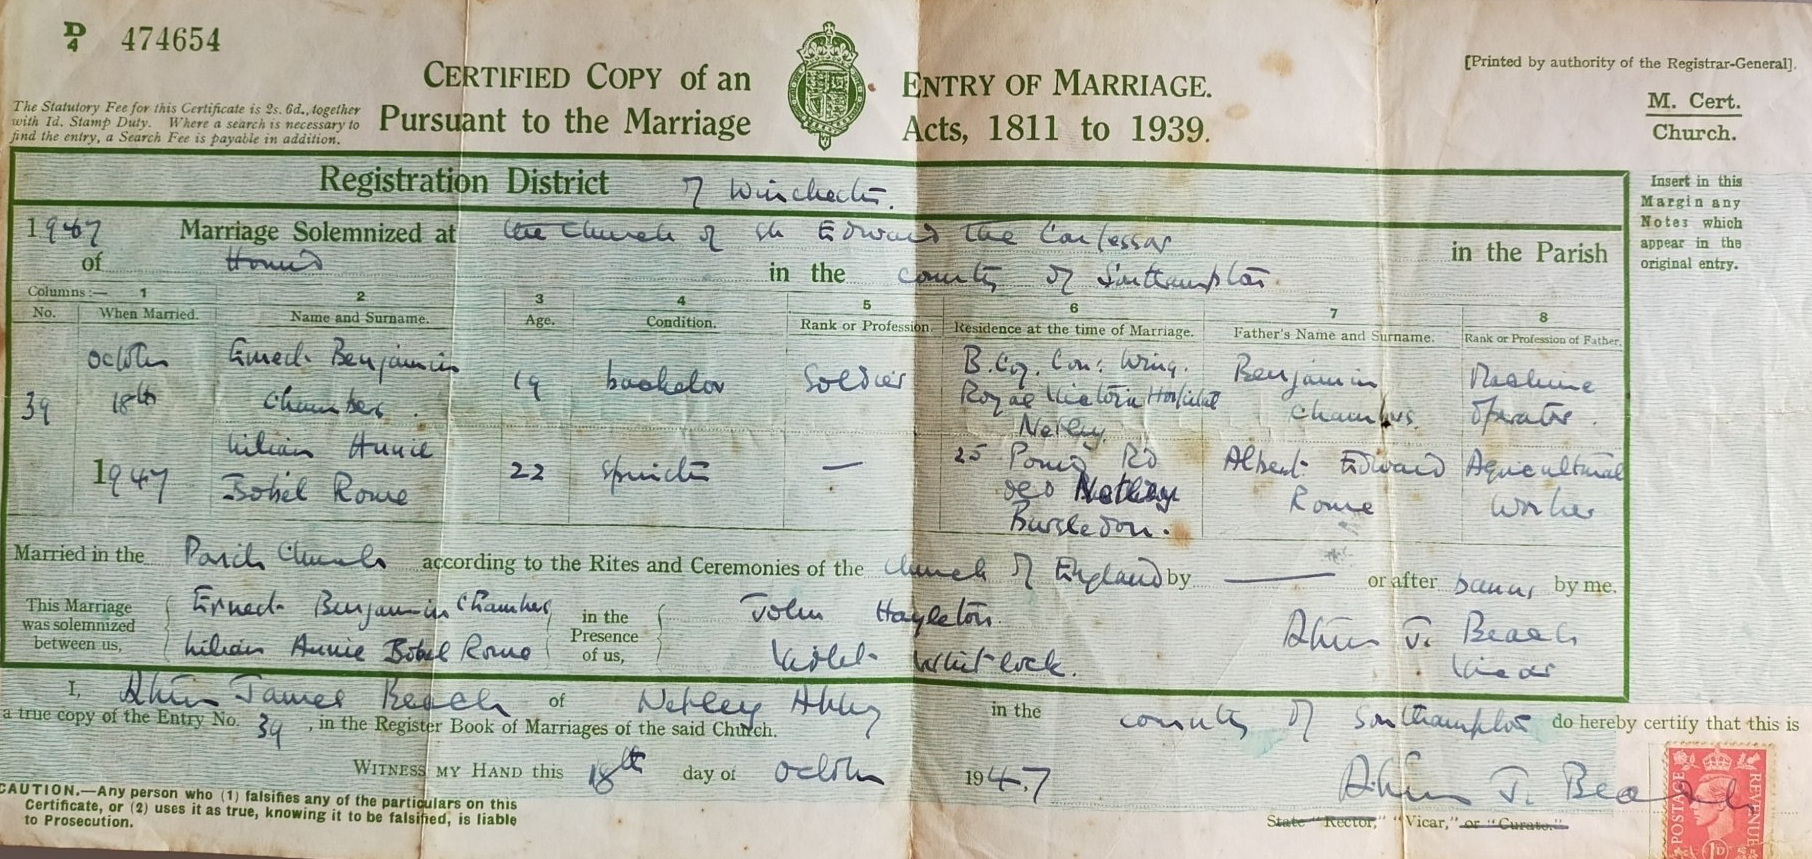 D
4 474654
CERTIFIED COPY of an ENTRY OF MARRIAGE.
Pursuant to the Marriage Acts, 1811 to 1939.
[Printed by authority of the Registrar-General].
M. Cert.
Church.
The Statutory Fee for this Certificate is 2s. 6d., together
with 1d. Stamp Duty. Where a search is necessary to
find the entry, a Search Fee is payable in addition.
Registration District of Winchester.
Insert in this
Margin any
Notes which
appear in the
original entry.
1947 Marriage Solemnized at the Church of St Edward the Confessor in the Parish
of Hound in the county of Southampton.
Columns:— 1 2 3 4 5 6 7 8
No. When Married. Name and Surname. Age. Condition. Rank or Profession. Residence at the time of Marriage. Father's Name and Surname. Rank or Profession of Father.
39 October 18th 1947
Ernest Benjamin Chambers 19 bachelor Soldier B. Coy. Con: Wing. Royal Victoria Hospital Netley. Benjamin Chambers. Machine Operator.
Lilian Annie Isobel Rowe 22 spinster — 25 Rd Netley Bursledon. Albert Edward Rowe Agricultural Worker
Married in the Parish Church according to the Rites and Ceremonies of the Church of England by — or after banns by me.
This Marriage
was solemnized
between us,
Ernest Benjamin Chambers
Lilian Annie Isobel Rowe
in the
Presence
of us,
John Hayleton.
Violet Whitlock.
J. Beach
Vicar
I, James Beach of Netley Abbey in the county of Southampton do hereby certify that this is
a true copy of the Entry No. 39, in the Register Book of Marriages of the said Church.
WITNESS MY HAND this 18th day of October 1947
J. Beach
State "Rector," "Vicar," or "Curate."
CAUTION.—Any person who (1) falsifies any of the particulars on this
Certificate, or (2) uses it as true, knowing it to be falsified, is liable
to Prosecution.
POSTAGE
REVENUE
1D